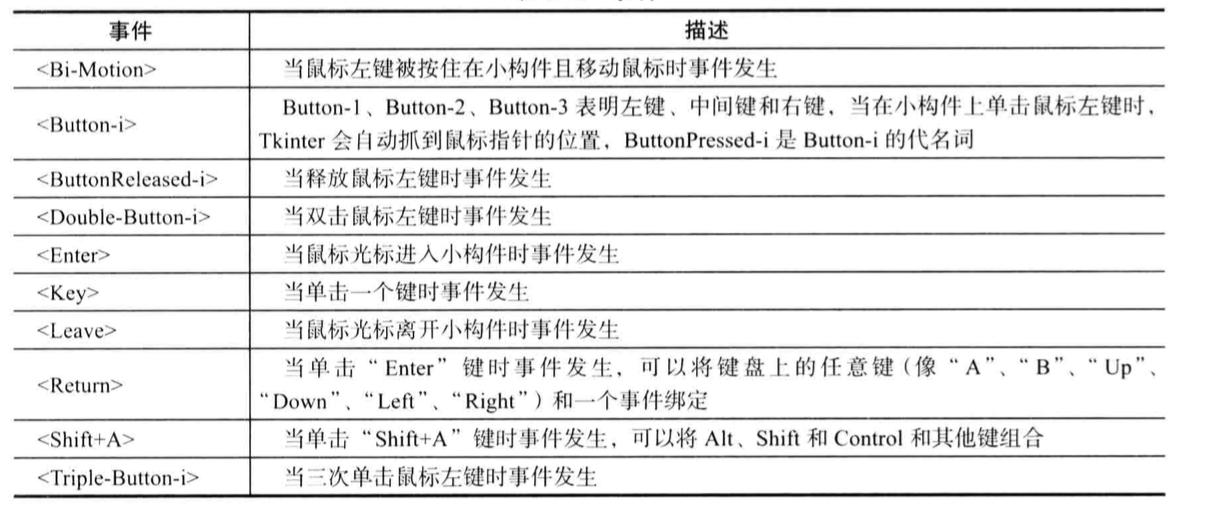 事件 描述
<Bi-Motion> 当鼠标左键被按住在小构件且移动鼠标时事件发生
<Button-i> Button-1、Button-2、Button-3 表明左键、中间键和右键，当在小构件上单击鼠标左键时，
Tkinter 会自动抓到鼠标指针的位置，ButtonPressed-i 是 Button-i 的代名词
<ButtonReleased-i> 当释放鼠标左键时事件发生
<Double-Button-i> 当双击鼠标左键时事件发生
<Enter> 当鼠标光标进入小构件时事件发生
<Key> 当单击一个键时事件发生
<Leave> 当鼠标光标离开小构件时事件发生
<Return> 当单击“Enter”键时事件发生，可以将键盘上的任意键（像“A”、“B”、“Up”、
“Down”、“Left”、“Right”）和一个事件绑定
<Shift+A> 当单击“Shift+A”键时事件发生，可以将 Alt、Shift 和 Control 和其他键组合
<Triple-Button-i> 当三次单击鼠标左键时事件发生